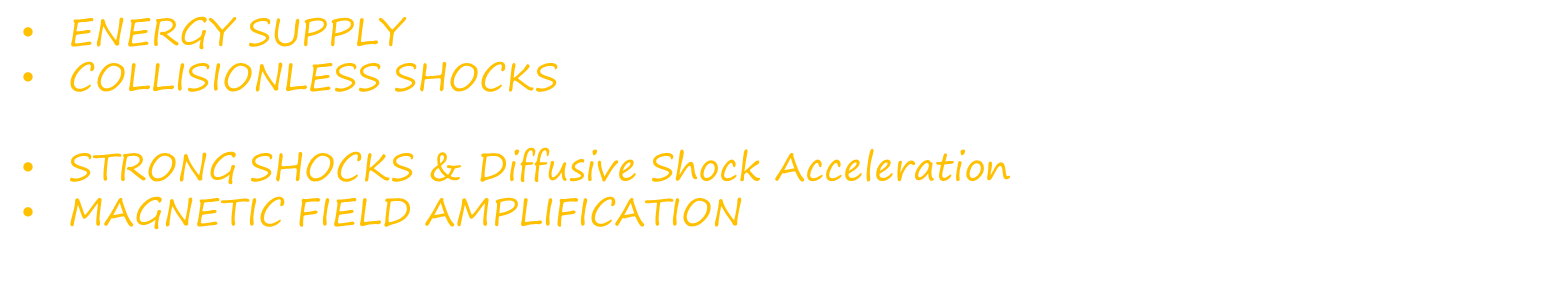 • ENERGY SUPPLY
• COLLISIONLESS SHOCKS
• STRONG SHOCKS & Diffusive Shock Acceleration
• MAGNETIC FIELD AMPLIFICATION